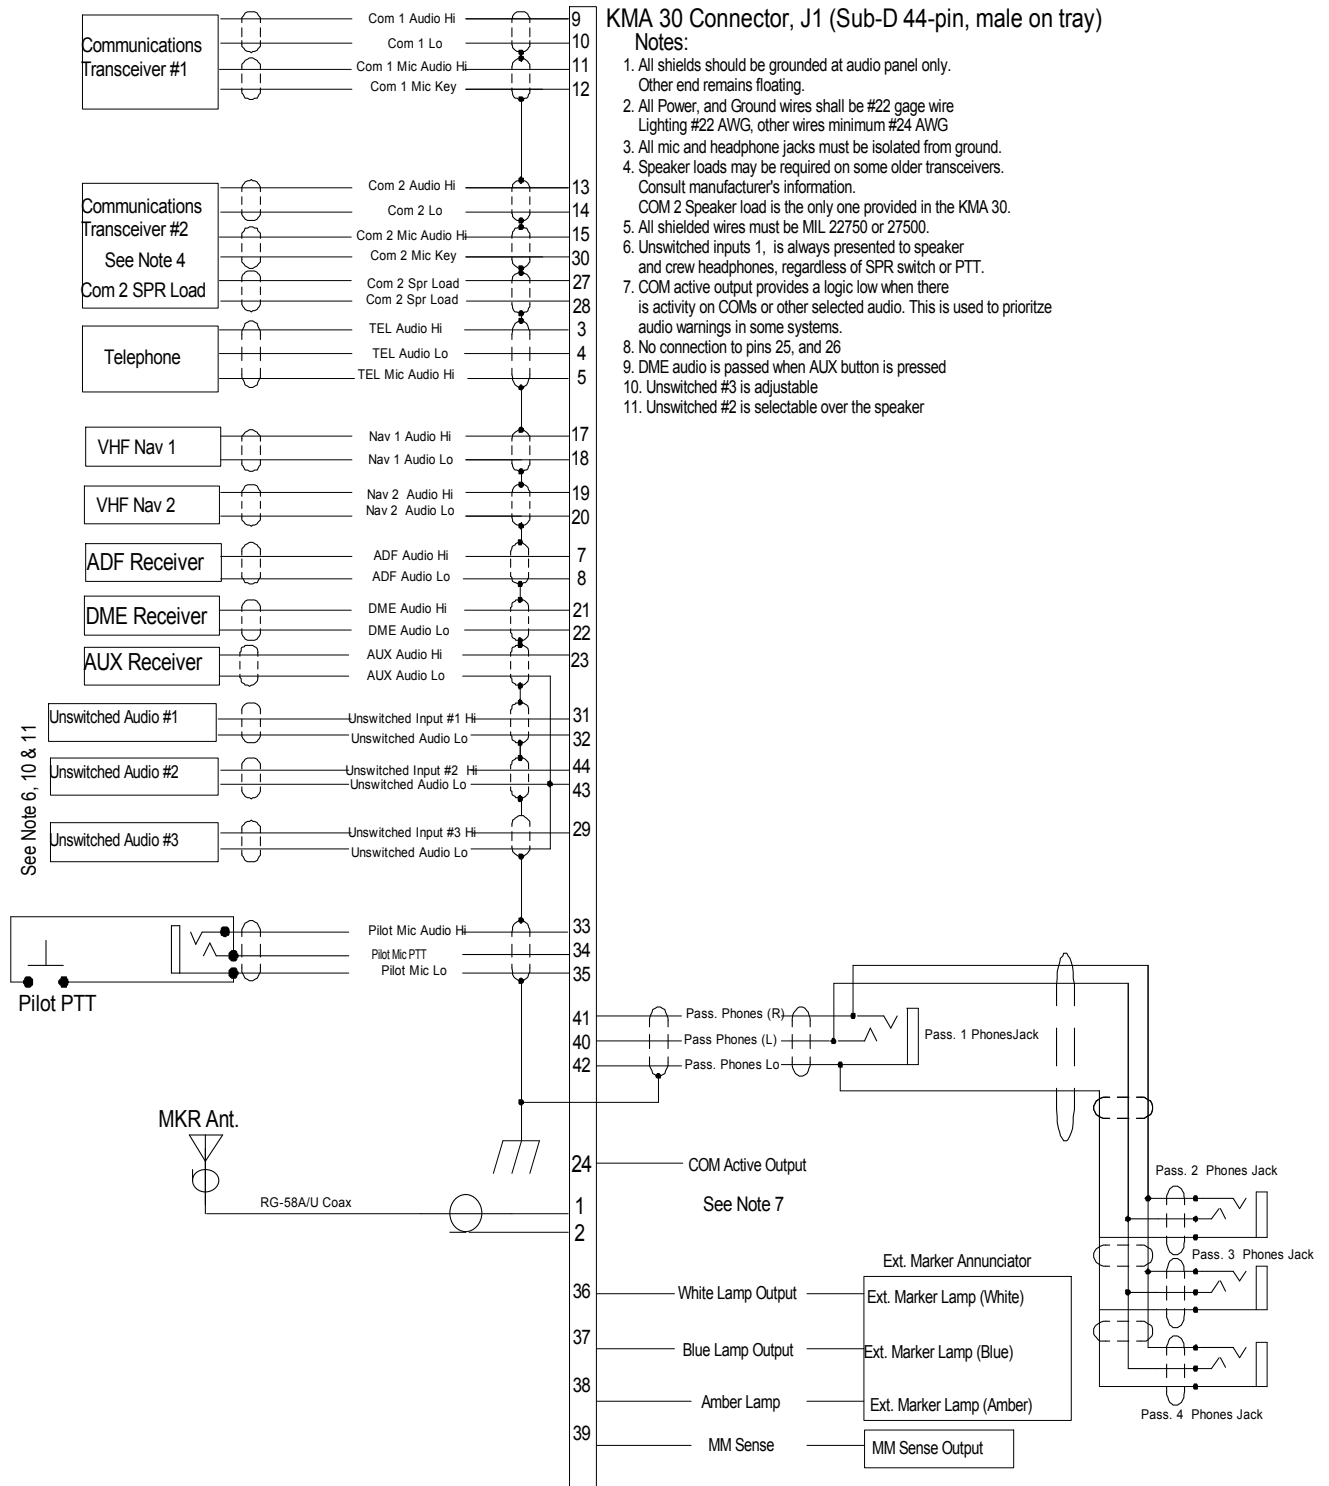 KMA 30 Connector, J1 (Sub-D 44-pin, male on tray)
Notes:
1. All shields should be grounded at audio panel only.
Other end remains floating.
2. All Power, and Ground wires shall be #22 gage wire
Lighting #22 AWG, other wires minimum #24 AWG
3. All mic and headphone jacks must be isolated from ground.
4. Speaker loads may be required on some older transceivers.
Consult manufacturer's information.
COM 2 Speaker load is the only one provided in the KMA 30.
5. All shielded wires must be MIL 22750 or 27500.
6. Unswitched inputs 1, is always presented to speaker
and crew headphones, regardless of SPR switch or PTT.
7. COM active output provides a logic low when there
is activity on COMs or other selected audio. This is used to prioritze
audio warnings in some systems.
8. No connection to pins 25, and 26
9. DME audio is passed when AUX button is pressed
10. Unswitched #3 is adjustable
11. Unswitched #2 is selectable over the speaker
Communications
Transceiver #1
Com 1 Audio Hi 9
Com 1 Lo 10
Com 1 Mic Audio Hi 11
Com 1 Mic Key 12
Communications
Transceiver #2
See Note 4
Com 2 SPR Load
Com 2 Audio Hi 13
Com 2 Lo 14
Com 2 Mic Audio Hi 15
Com 2 Mic Key 30
Com 2 Spr Load 27
Com 2 Spr Load 28
Telephone
TEL Audio Hi 3
TEL Audio Lo 4
TEL Mic Audio Hi 5
VHF Nav 1
Nav 1 Audio Hi 17
Nav 1 Audio Lo 18
VHF Nav 2
Nav 2 Audio Hi 19
Nav 2 Audio Lo 20
ADF Receiver
ADF Audio Hi 7
ADF Audio Lo 8
DME Receiver
DME Audio Hi 21
DME Audio Lo 22
AUX Receiver
AUX Audio Hi 23
AUX Audio Lo
See Note 6, 10 & 11
Unswitched Audio #1
Unswitched Input #1 Hi 31
Unswitched Audio Lo 32
Unswitched Audio #2
Unswitched Input #2 Hi 44
Unswitched Audio Lo 43
Unswitched Audio #3
Unswitched Input #3 Hi 29
Unswitched Audio Lo
Pilot PTT
Pilot Mic Audio Hi 33
Pilot Mic PTT 34
Pilot Mic Lo 35
41 Pass. Phones (R)
40 Pass Phones (L)
42 Pass. Phones Lo
Pass. 1 PhonesJack
MKR Ant.
RG-58A/U Coax
24 COM Active Output
See Note 7
1
2
Pass. 2 Phones Jack
Pass. 3 Phones Jack
Pass. 4 Phones Jack
Ext. Marker Annunciator
36 White Lamp Output Ext. Marker Lamp (White)
37 Blue Lamp Output Ext. Marker Lamp (Blue)
38 Amber Lamp Ext. Marker Lamp (Amber)
39 MM Sense MM Sense Output